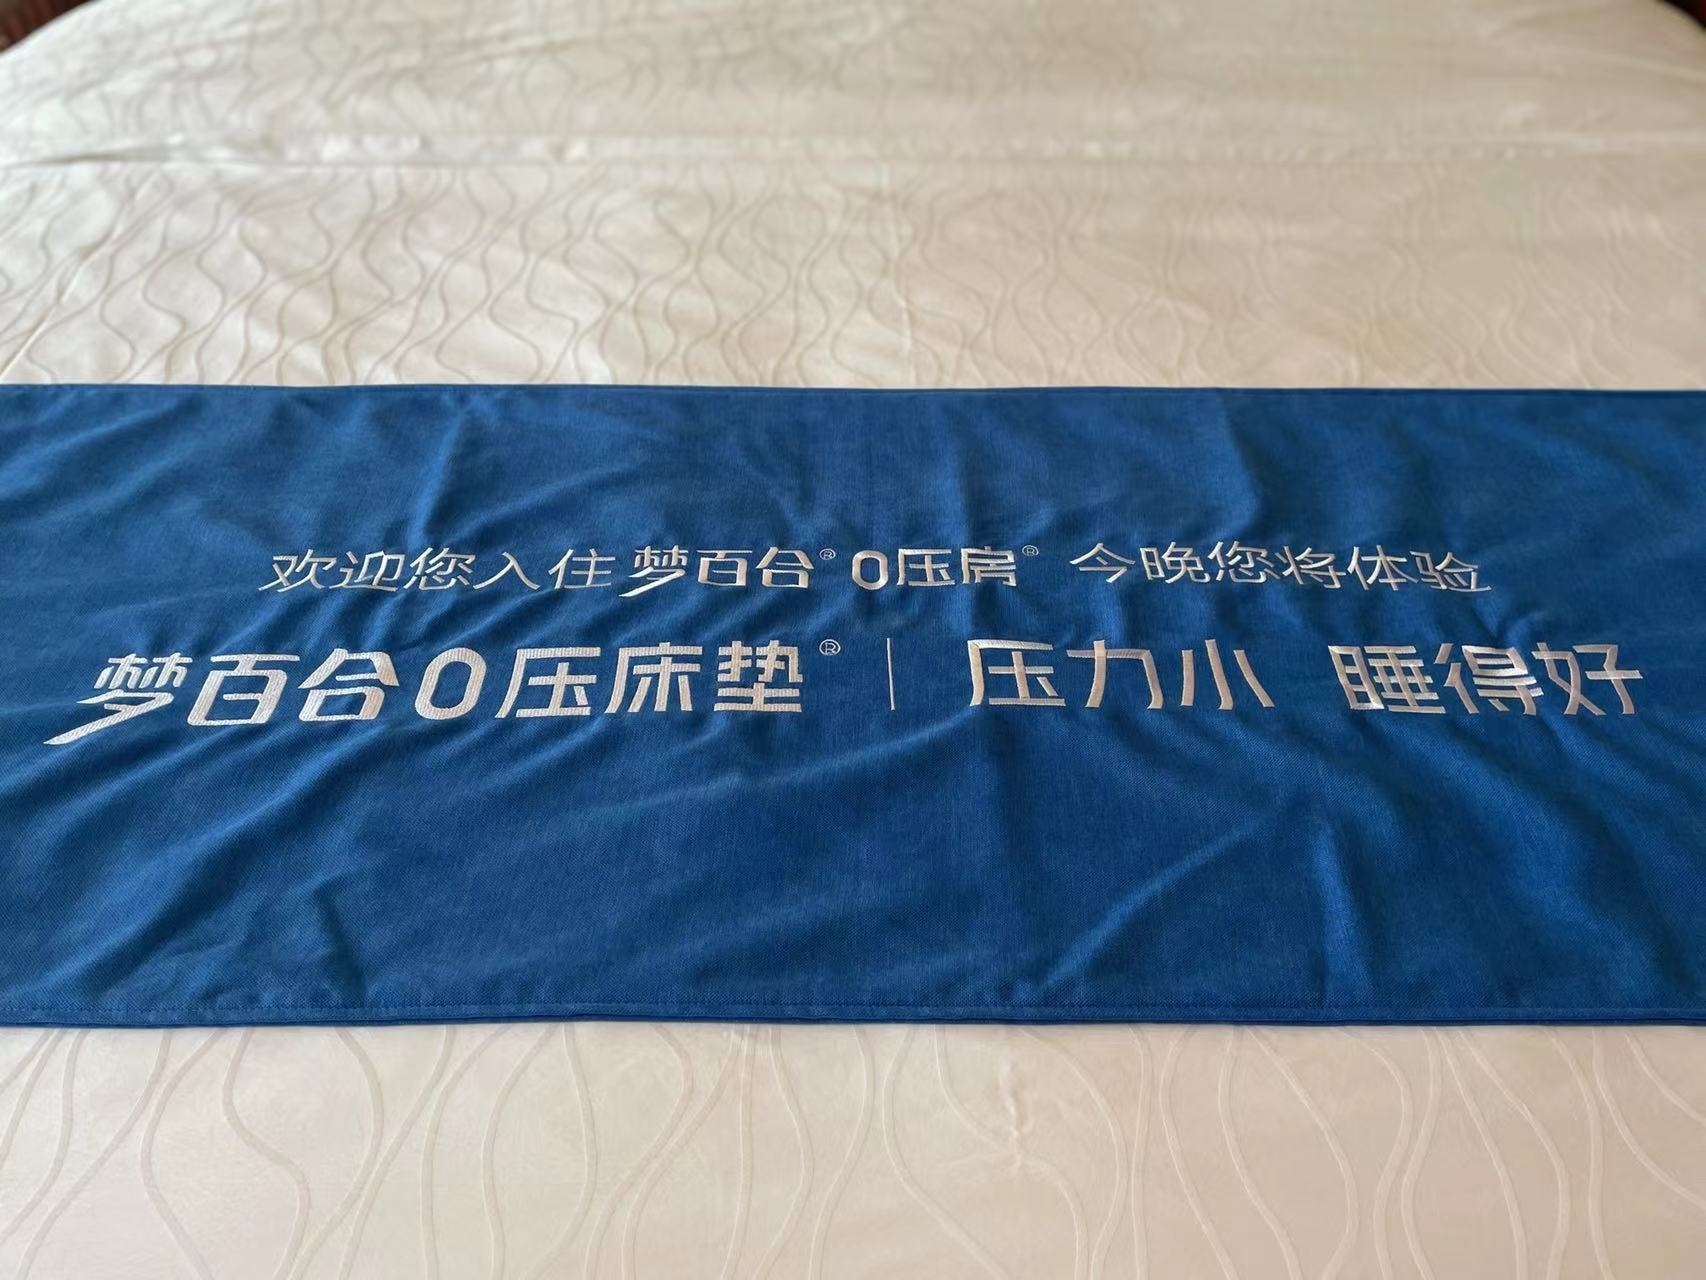 欢迎您入住 梦百合® 0压房® 今晚您将体验
梦百合0压床垫® | 压力小 睡得好